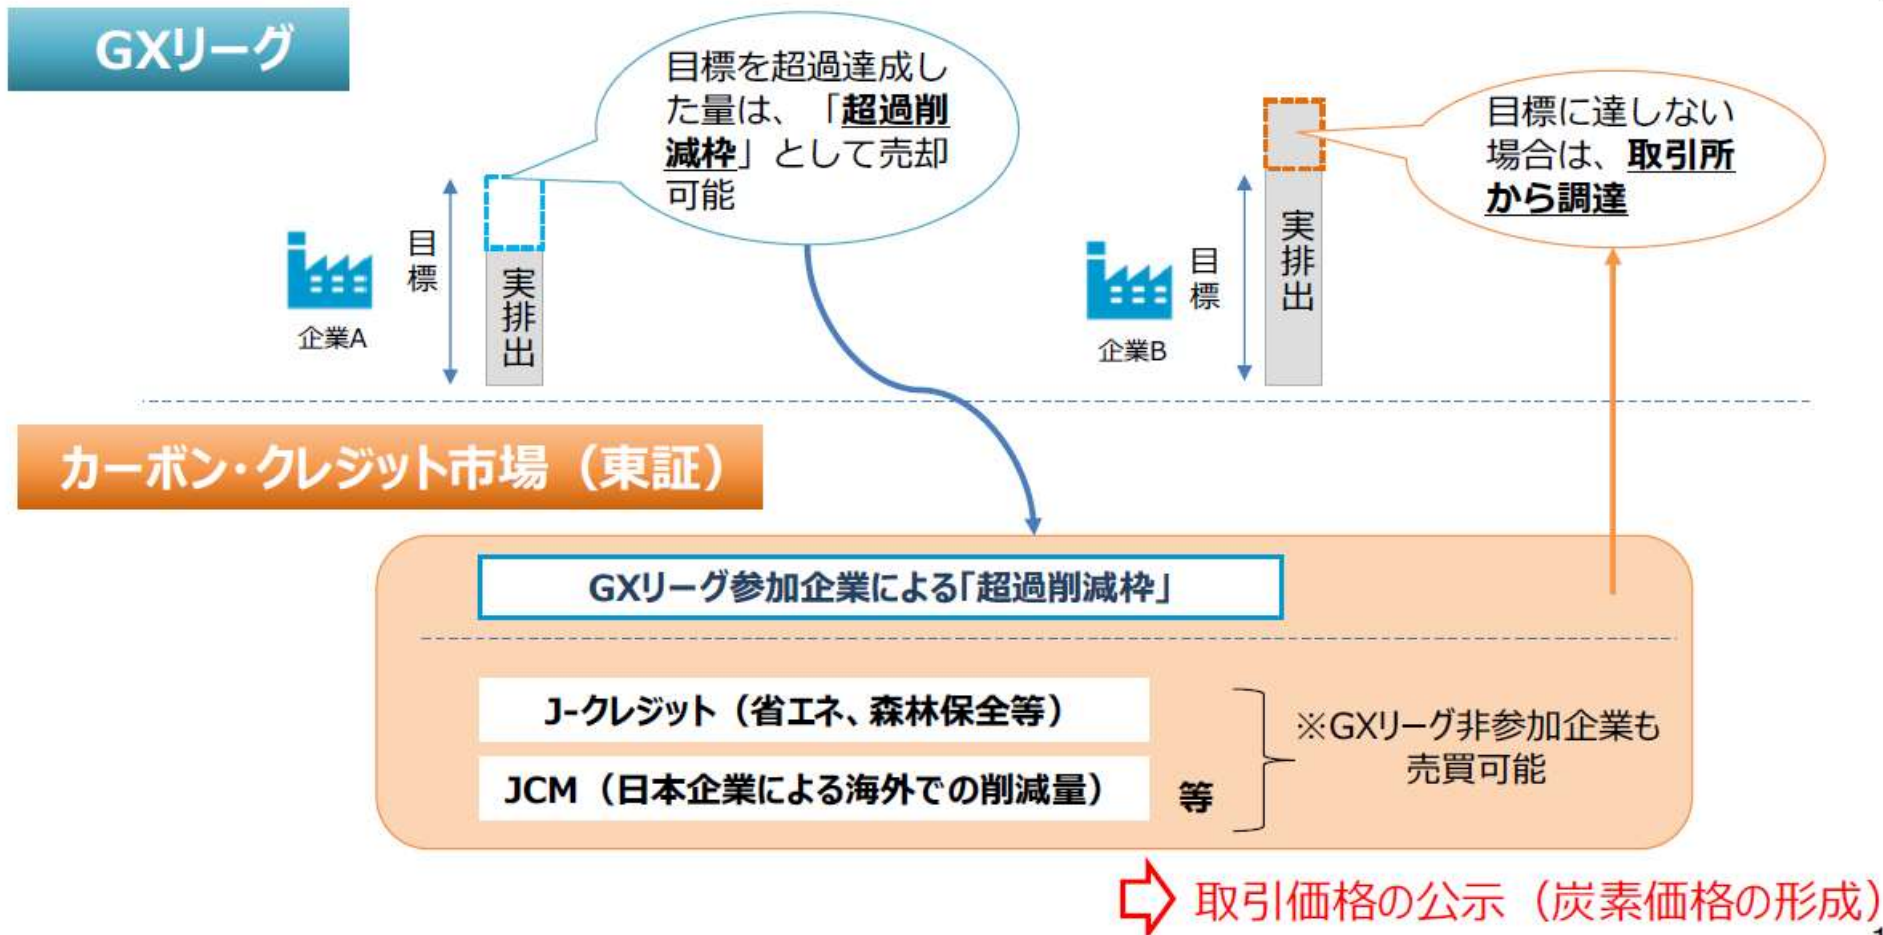 GXリーグ
目標を超過達成し
た量は、「超過削
減枠」として売却
可能
目標に達しない
場合は、取引所
から調達
目標
実排出
企業A
目標
実排出
企業B
カーボン・クレジット市場（東証）
GXリーグ参加企業による「超過削減枠」
J-クレジット（省エネ、森林保全等）
JCM（日本企業による海外での削減量）
等
※GXリーグ非参加企業も
売買可能
取引価格の公示（炭素価格の形成）